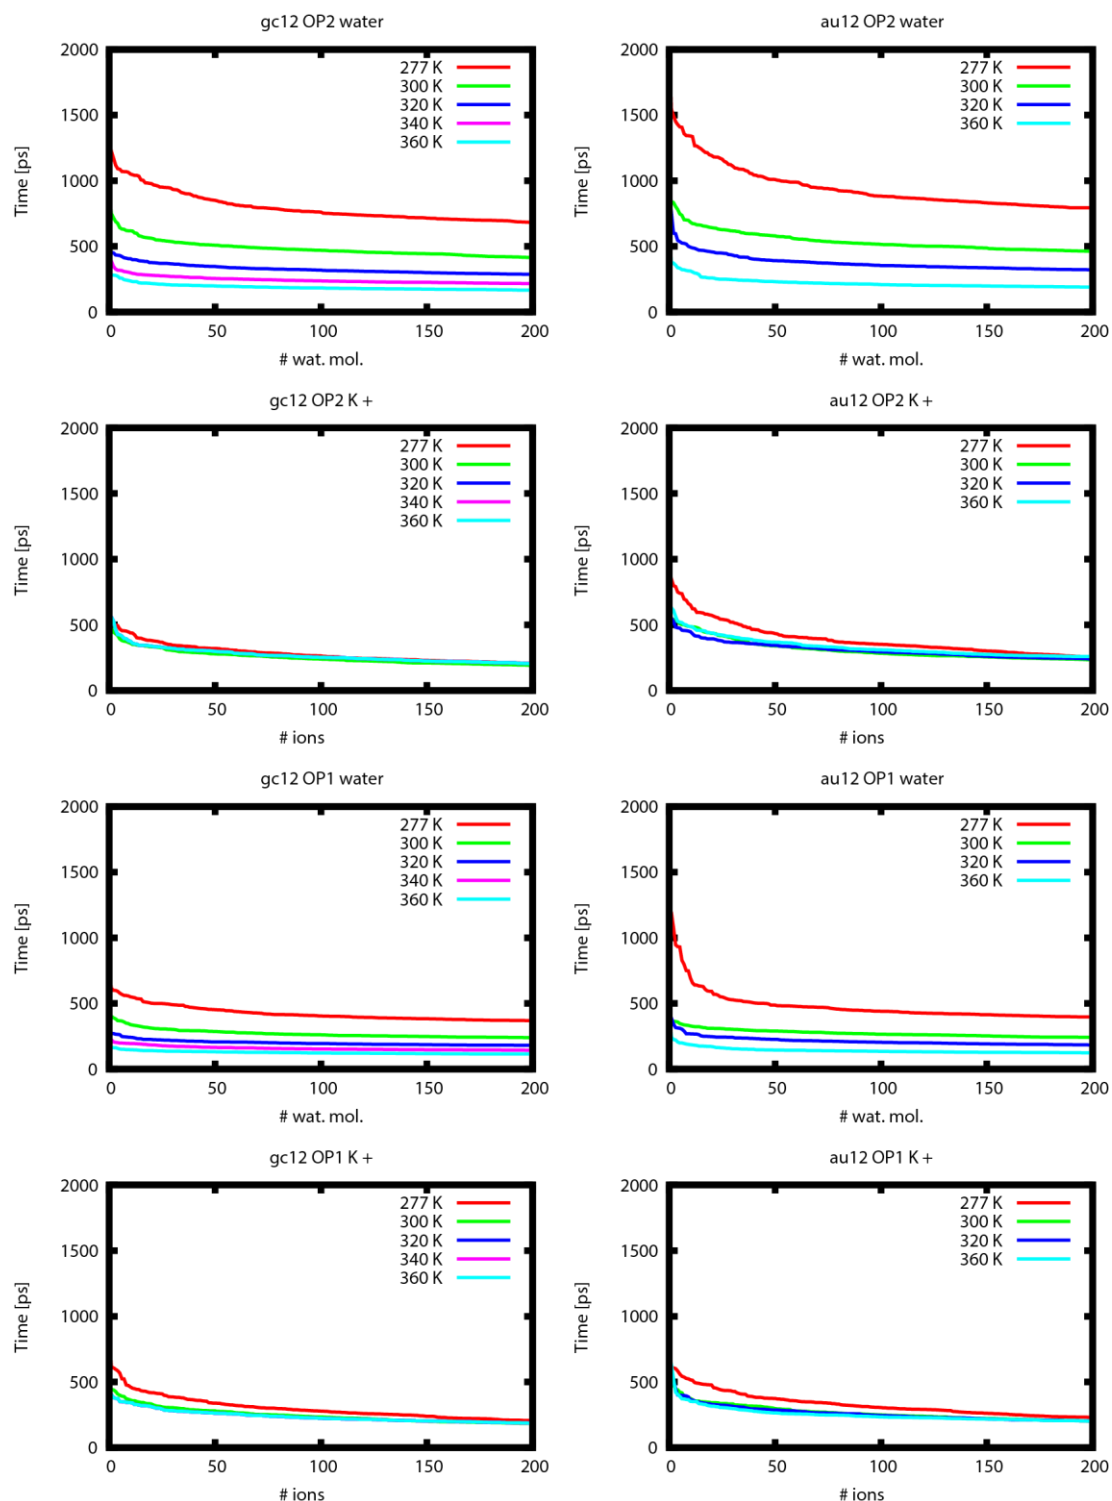 gc12 OP2 water
2000
1500
1000
500
0
Time [ps]
277 K
300 K
320 K
340 K
360 K
0 50 100 150 200
# wat. mol.
au12 OP2 water
2000
1500
1000
500
0
Time [ps]
277 K
300 K
320 K
360 K
0 50 100 150 200
# wat. mol.
gc12 OP2 K +
2000
1500
1000
500
0
Time [ps]
277 K
300 K
320 K
340 K
360 K
0 50 100 150 200
# ions
au12 OP2 K +
2000
1500
1000
500
0
Time [ps]
277 K
300 K
320 K
360 K
0 50 100 150 200
# ions
gc12 OP1 water
2000
1500
1000
500
0
Time [ps]
277 K
300 K
320 K
340 K
360 K
0 50 100 150 200
# wat. mol.
au12 OP1 water
2000
1500
1000
500
0
Time [ps]
277 K
300 K
320 K
360 K
0 50 100 150 200
# wat. mol.
gc12 OP1 K +
2000
1500
1000
500
0
Time [ps]
277 K
300 K
320 K
340 K
360 K
0 50 100 150 200
# ions
au12 OP1 K +
2000
1500
1000
500
0
Time [ps]
277 K
300 K
320 K
360 K
0 50 100 150 200
# ions